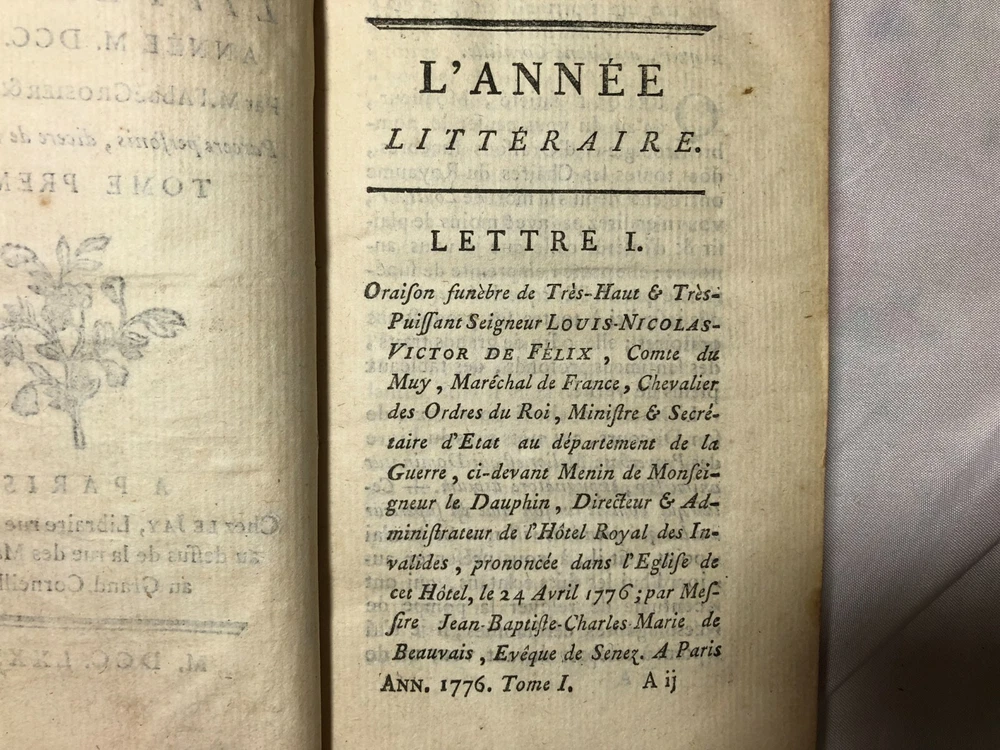 L'ANNÉE
LITTÉRAIRE.
LETTRE I.
Oraiſon funèbre de Très-Haut & Très-
Puiſſant Seigneur LOUIS-NICOLAS-
VICTOR DE FÉLIX, Comte du
Muy, Maréchal de France, Chevalier
des Ordres du Roi, Miniſtre & Secré-
taire d'Etat au département de la
Guerre, ci-devant Menin de Monſei-
gneur le Dauphin, Directeur & Ad-
miniſtrateur de l'Hôtel Royal des In-
valides, prononcée dans l'Egliſe de
cet Hôtel, le 24 Avril 1776; par Meſ-
ſire Jean-Baptiſte-Charles-Marie de
Beauvais, Evêque de Senez. A Paris
ANN. 1776. Tome I. A ij